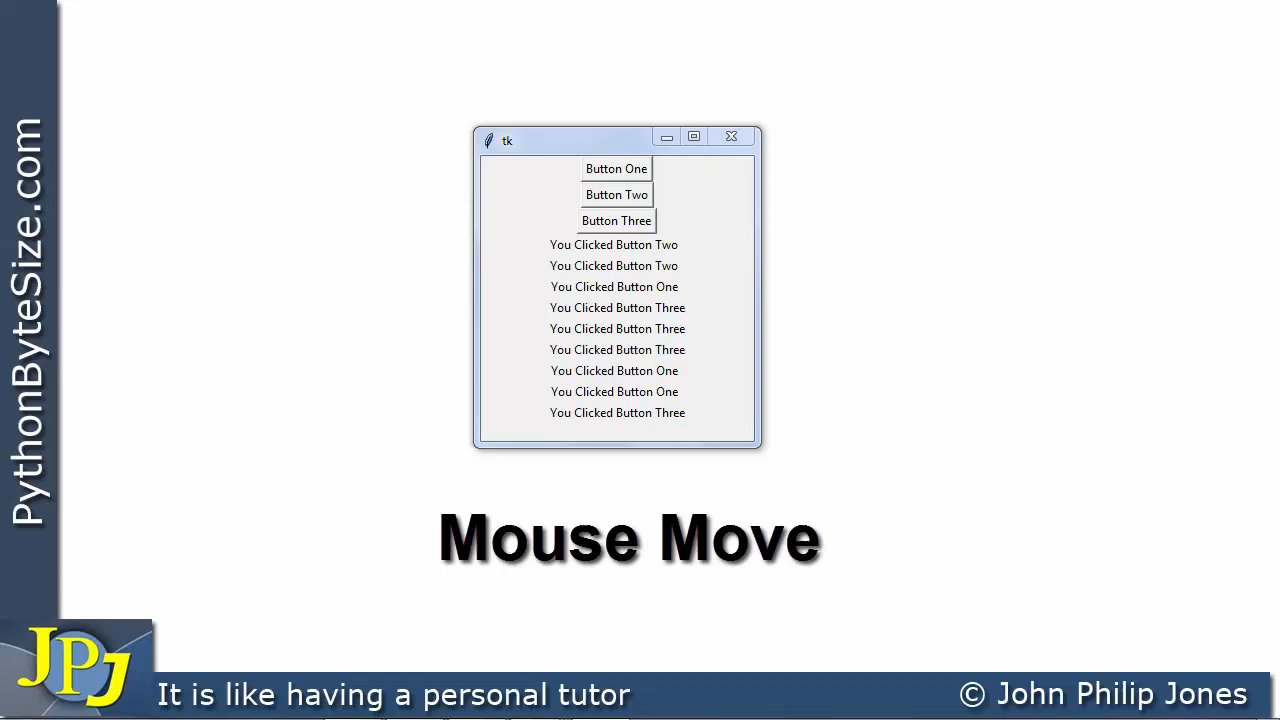 PythonByteSize.com
tk
Button One
Button Two
Button Three
You Clicked Button Two
You Clicked Button Two
You Clicked Button One
You Clicked Button Three
You Clicked Button Three
You Clicked Button Three
You Clicked Button One
You Clicked Button One
You Clicked Button Three
Mouse Move
JPJ
It is like having a personal tutor
© John Philip Jones